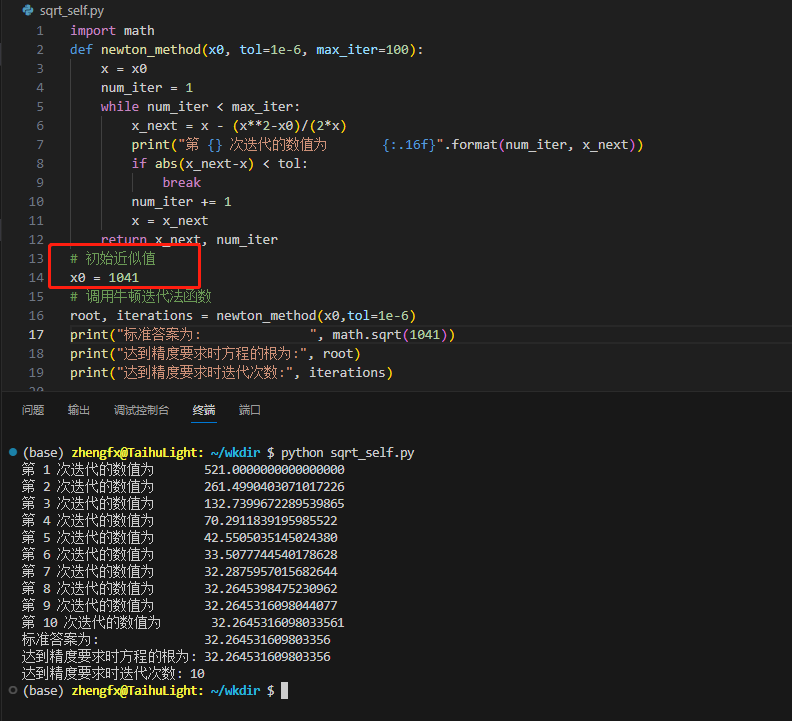 sqrt_self.py
1 import math
2 def newton_method(x0, tol=1e-6, max_iter=100):
3     x = x0
4     num_iter = 1
5     while num_iter < max_iter:
6         x_next = x - (x**2-x0)/(2*x)
7         print("第 {} 次迭代的数值为       {:.16f}".format(num_iter, x_next))
8         if abs(x_next-x) < tol:
9             break
10         num_iter += 1
11         x = x_next
12     return x_next, num_iter
13 # 初始近似值
14 x0 = 1041
15 # 调用牛顿迭代法函数
16 root, iterations = newton_method(x0,tol=1e-6)
17 print("标准答案为:              ", math.sqrt(1041))
18 print("达到精度要求时方程的根为:", root)
19 print("达到精度要求时迭代次数:", iterations)
20
问题 输出 调试控制台 终端 端口
(base) zhengfx@TaihuLight: ~/wkdir $ python sqrt_self.py
第 1 次迭代的数值为       521.0000000000000000
第 2 次迭代的数值为       261.4990403071017226
第 3 次迭代的数值为       132.7399672289539865
第 4 次迭代的数值为       70.2911839195985522
第 5 次迭代的数值为       42.5505035145024380
第 6 次迭代的数值为       33.5077744540178628
第 7 次迭代的数值为       32.2875957015682644
第 8 次迭代的数值为       32.2645398475230962
第 9 次迭代的数值为       32.2645316098044077
第 10 次迭代的数值为       32.2645316098033561
标准答案为:               32.264531609803356
达到精度要求时方程的根为: 32.264531609803356
达到精度要求时迭代次数: 10
(base) zhengfx@TaihuLight: ~/wkdir $